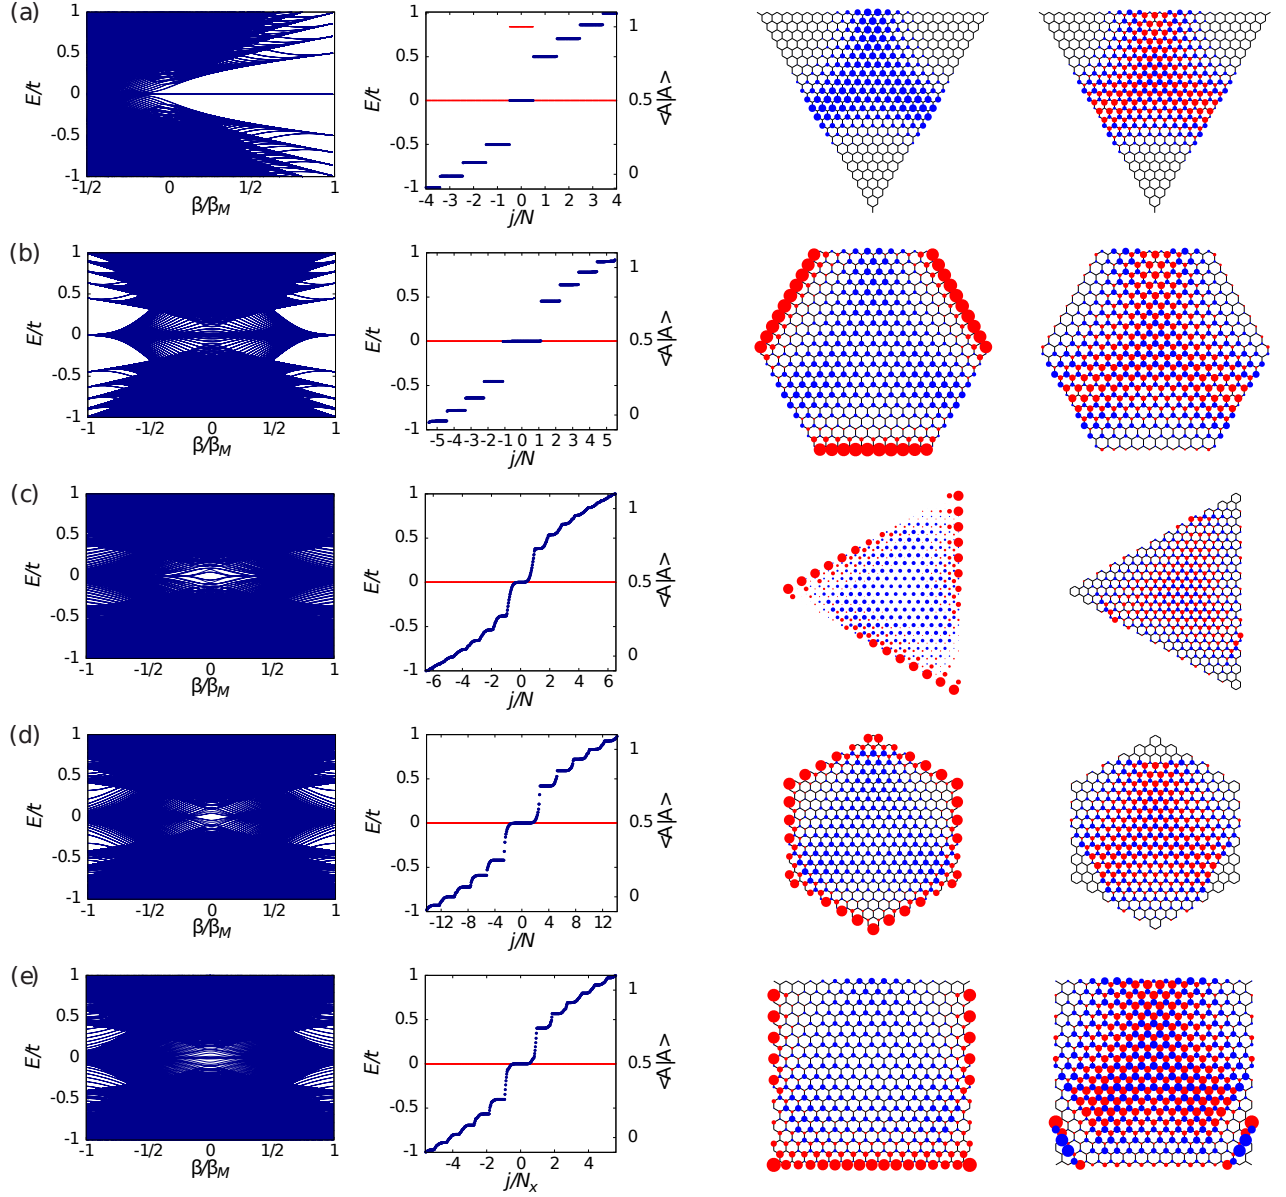 (a)
1
0.5
0
-0.5
-1
E/t
-1/2
0
1/2
1
β/βM
1
0.5
0
-0.5
-1
E/t
-4 -3 -2 -1 0 1 2 3 4
j/N
1
0.5
0
<A|A>
(b)
1
0.5
0
-0.5
-1
E/t
-1
-1/2
0
1/2
1
β/βM
1
0.5
0
-0.5
-1
E/t
-5 -4 -3 -2 -1 0 1 2 3 4 5
j/N
1
0.5
0
<A|A>
(c)
1
0.5
0
-0.5
-1
E/t
-1
-1/2
0
1/2
1
β/βM
1
0.5
0
-0.5
-1
E/t
-6 -4 -2 0 2 4 6
j/N
1
0.5
0
<A|A>
(d)
1
0.5
0
-0.5
-1
E/t
-1
-1/2
0
1/2
1
β/βM
1
0.5
0
-0.5
-1
E/t
-12 -8 -4 0 4 8 12
j/N
1
0.5
0
<A|A>
(e)
1
0.5
0
-0.5
-1
E/t
-1
-1/2
0
1/2
1
β/βM
1
0.5
0
-0.5
-1
E/t
-4 -2 0 2 4
j/Nx
1
0.5
0
<A|A>